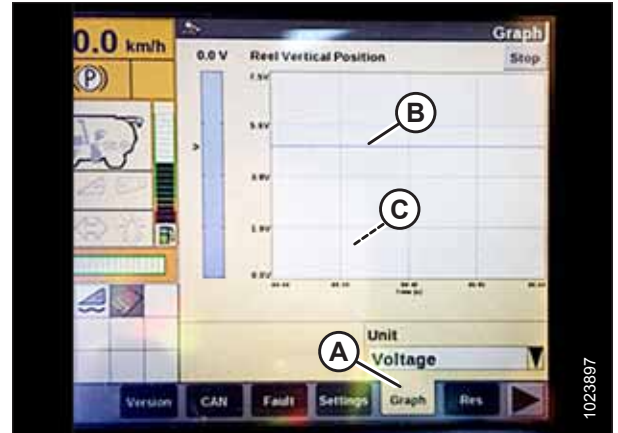 0.0 km/h
Graph
0.0 V Reel Vertical Position
Stop
(P)
B
C
Unit
A
Voltage
Version CAN Fault Settings Graph Res
1023897